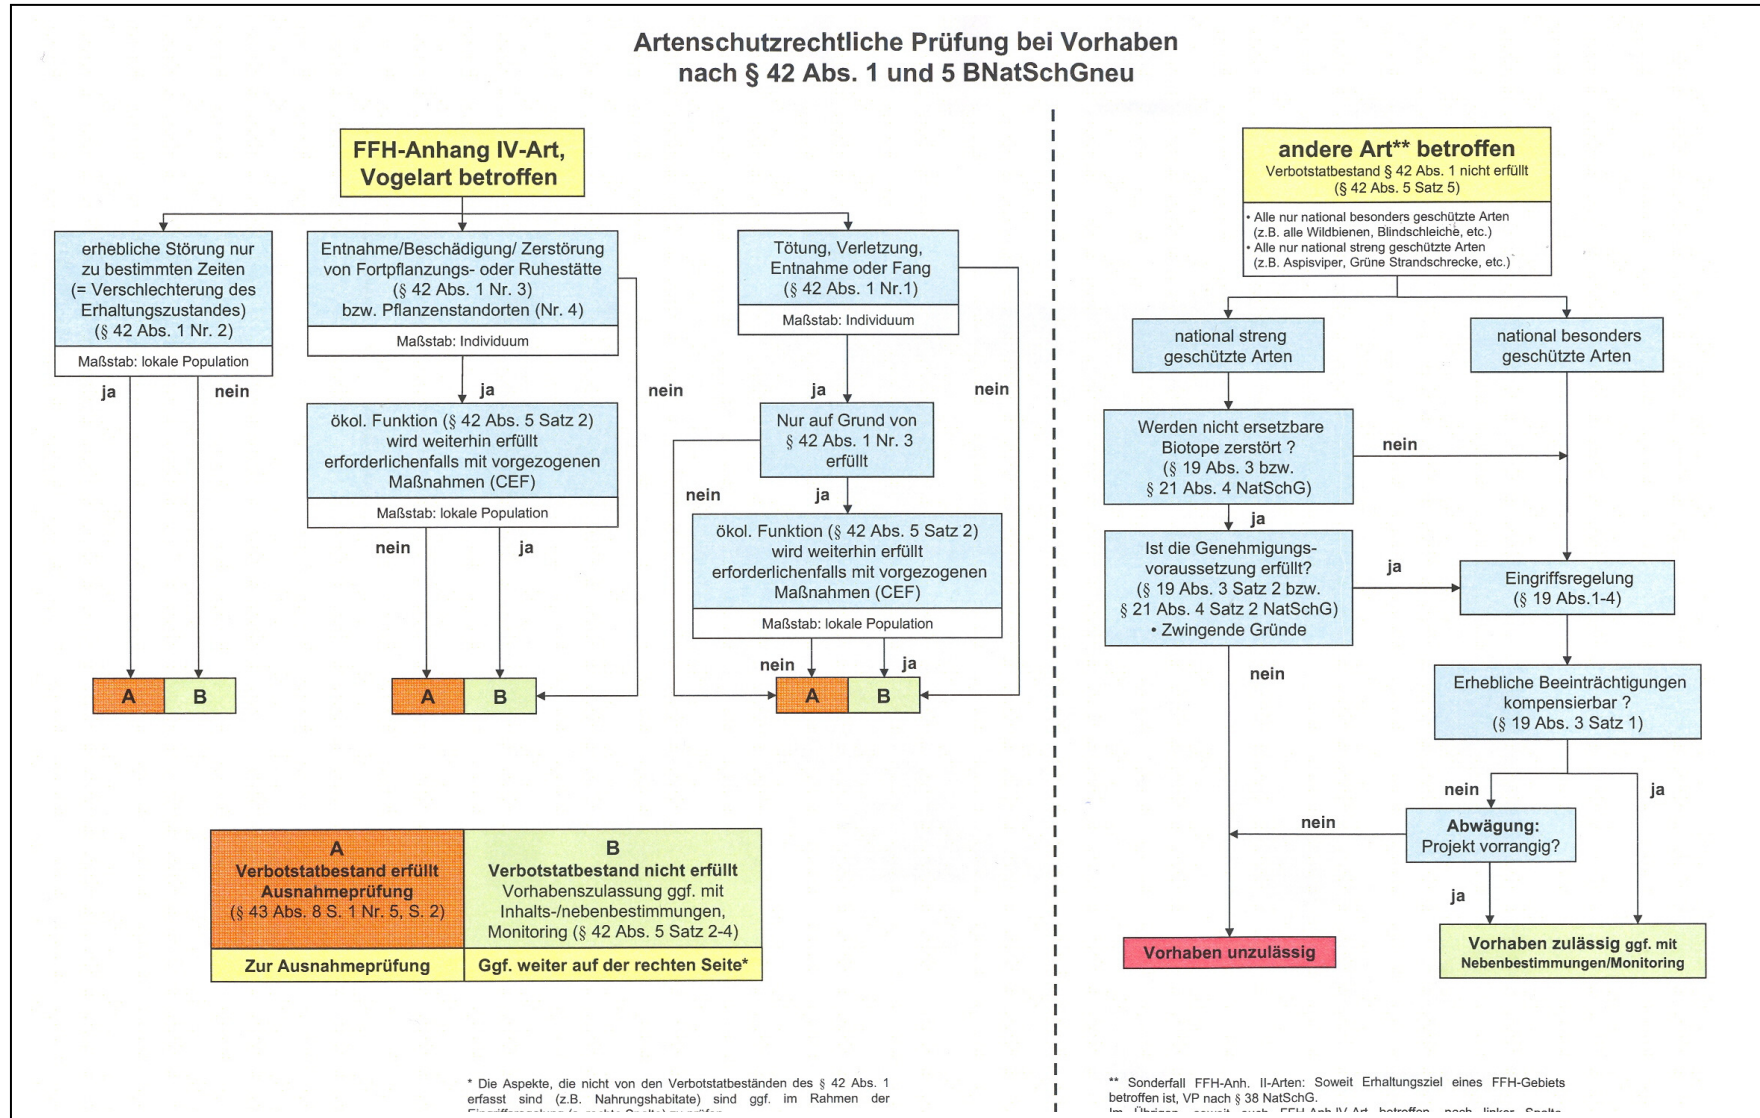 Artenschutzrechtliche Prüfung bei Vorhaben
nach § 42 Abs. 1 und 5 BNatSchGneu
FFH-Anhang IV-Art,
Vogelart betroffen
erhebliche Störung nur
zu bestimmten Zeiten
(= Verschlechterung des
Erhaltungszustandes)
(§ 42 Abs. 1 Nr. 2)
Maßstab: lokale Population
ja
nein
Entnahme/Beschädigung/ Zerstörung
von Fortpflanzungs- oder Ruhestätte
(§ 42 Abs. 1 Nr. 3)
bzw. Pflanzenstandorten (Nr. 4)
Maßstab: Individuum
ja
nein
ökol. Funktion (§ 42 Abs. 5 Satz 2)
wird weiterhin erfüllt
erforderlichenfalls mit vorgezogenen
Maßnahmen (CEF)
Maßstab: lokale Population
nein
ja
Tötung, Verletzung,
Entnahme oder Fang
(§ 42 Abs. 1 Nr.1)
Maßstab: Individuum
ja
nein
Nur auf Grund von
§ 42 Abs. 1 Nr. 3
erfüllt
nein
ja
ökol. Funktion (§ 42 Abs. 5 Satz 2)
wird weiterhin erfüllt
erforderlichenfalls mit vorgezogenen
Maßnahmen (CEF)
Maßstab: lokale Population
nein
ja
A
B
A
B
A
B
A
Verbotstatbestand erfüllt
Ausnahmeprüfung
(§ 43 Abs. 8 S. 1 Nr. 5, S. 2)
Zur Ausnahmeprüfung
B
Verbotstatbestand nicht erfüllt
Vorhabenszulassung ggf. mit
Inhalts-/nebenbestimmungen,
Monitoring (§ 42 Abs. 5 Satz 2-4)
Ggf. weiter auf der rechten Seite*
* Die Aspekte, die nicht von den Verbotstatbeständen des § 42 Abs. 1
erfasst sind (z.B. Nahrungshabitate) sind ggf. im Rahmen der
andere Art** betroffen
Verbotstatbestand § 42 Abs. 1 nicht erfüllt
(§ 42 Abs. 5 Satz 5)
• Alle nur national besonders geschützte Arten
(z.B. alle Wildbienen, Blindschleiche, etc.)
• Alle nur national streng geschützte Arten
(z.B. Aspisviper, Grüne Strandschrecke, etc.)
national streng
geschützte Arten
national besonders
geschützte Arten
Werden nicht ersetzbare
Biotope zerstört ?
(§ 19 Abs. 3 bzw.
§ 21 Abs. 4 NatSchG)
nein
ja
Ist die Genehmigungs-
voraussetzung erfüllt?
(§ 19 Abs. 3 Satz 2 bzw.
§ 21 Abs. 4 Satz 2 NatSchG)
• Zwingende Gründe
ja
nein
Eingriffsregelung
(§ 19 Abs.1-4)
Erhebliche Beeinträchtigungen
kompensierbar ?
(§ 19 Abs. 3 Satz 1)
nein
ja
Abwägung:
Projekt vorrangig?
nein
ja
Vorhaben unzulässig
Vorhaben zulässig ggf. mit
Nebenbestimmungen/Monitoring
** Sonderfall FFH-Anh. II-Arten: Soweit Erhaltungsziel eines FFH-Gebiets
betroffen ist, VP nach § 38 NatSchG.